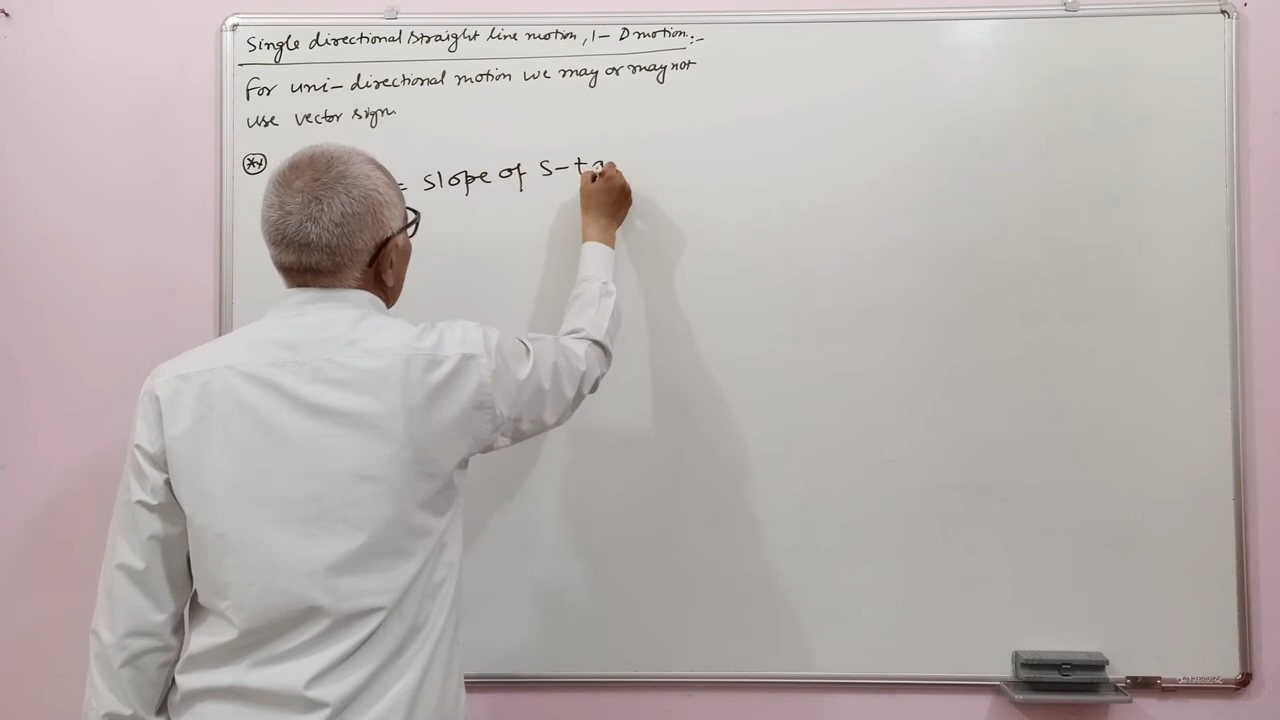 Single directional straight line motion, 1-D motion:-
For uni-directional motion we may or may not
use vector sign.
** = slope of s-t g